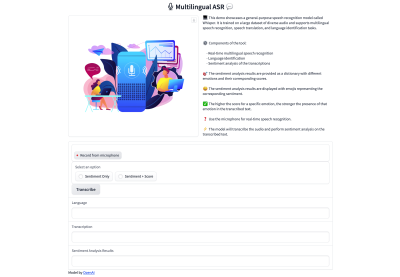 🎙️ Multilingual ASR 💬
💻 This demo showcases a general-purpose speech recognition model called
Whisper. It is trained on a large dataset of diverse audio and supports multilingual
speech recognition, speech translation, and language identification tasks.
⚙️ Components of the tool:
- Real-time multilingual speech recognition
- Language identification
- Sentiment analysis of the transcriptions
🎯 The sentiment analysis results are provided as a dictionary with different
emotions and their corresponding scores.
😃 The sentiment analysis results are displayed with emojis representing the
corresponding sentiment.
✅ The higher the score for a specific emotion, the stronger the presence of that
emotion in the transcribed text.
❓ Use the microphone for real-time speech recognition.
⚡️ The model will transcribe the audio and perform sentiment analysis on the
transcribed text.
Record from microphone
Select an option
Sentiment Only
Sentiment + Score
Transcribe
Language
Transcription
Sentiment Analysis Results
Model by OpenAI